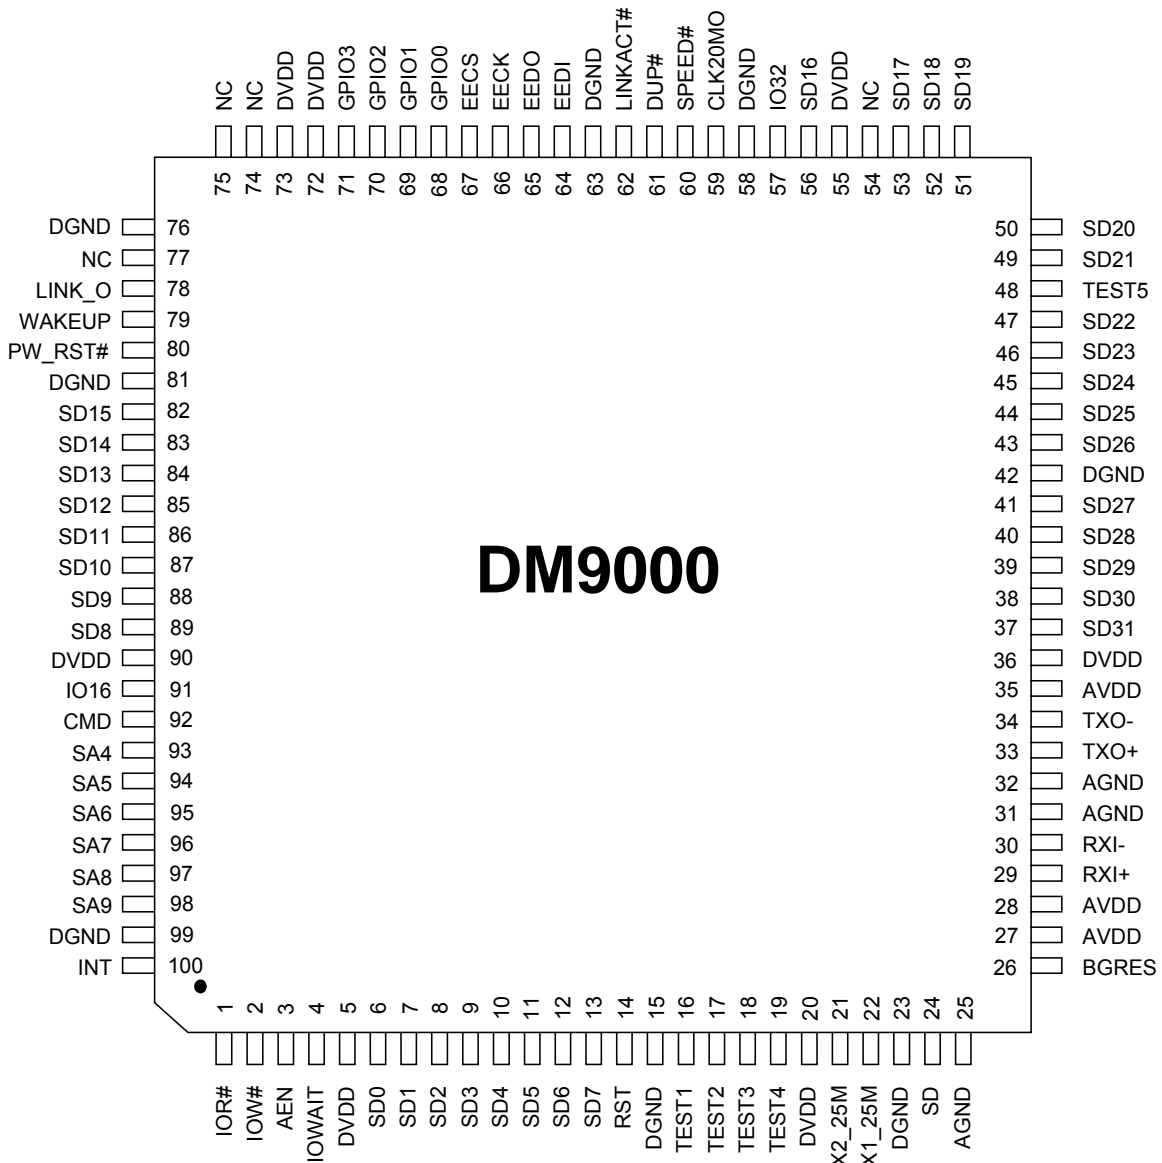 NC NC DVDD DVDD GPIO3 GPIO2 GPIO1 GPIO0 EECS EECK EEDO EEDI DGND LINKACT# DUP# SPEED# CLK20MO DGND IO32 SD16 DVDD NC SD17 SD18 SD19
75 74 73 72 71 70 69 68 67 66 65 64 63 62 61 60 59 58 57 56 55 54 53 52 51
DGND 76 50 SD20
NC 77 49 SD21
LINK_O 78 48 TEST5
WAKEUP 79 47 SD22
PW_RST# 80 46 SD23
DGND 81 45 SD24
SD15 82 44 SD25
SD14 83 43 SD26
SD13 84 42 DGND
SD12 85 41 SD27
SD11 86 40 SD28
SD10 87 39 SD29
DM9000
SD9 88 38 SD30
SD8 89 37 SD31
DVDD 90 36 DVDD
IO16 91 35 AVDD
CMD 92 34 TXO-
SA4 93 33 TXO+
SA5 94 32 AGND
SA6 95 31 AGND
SA7 96 30 RXI-
SA8 97 29 RXI+
SA9 98 28 AVDD
DGND 99 27 AVDD
INT 100 26 BGRES
1 2 3 4 5 6 7 8 9 10 11 12 13 14 15 16 17 18 19 20 21 22 23 24 25
IOR# IOW# AEN IOWAIT DVDD SD0 SD1 SD2 SD3 SD4 SD5 SD6 SD7 RST DGND TEST1 TEST2 TEST3 TEST4 DVDD X2_25M X1_25M DGND SD AGND